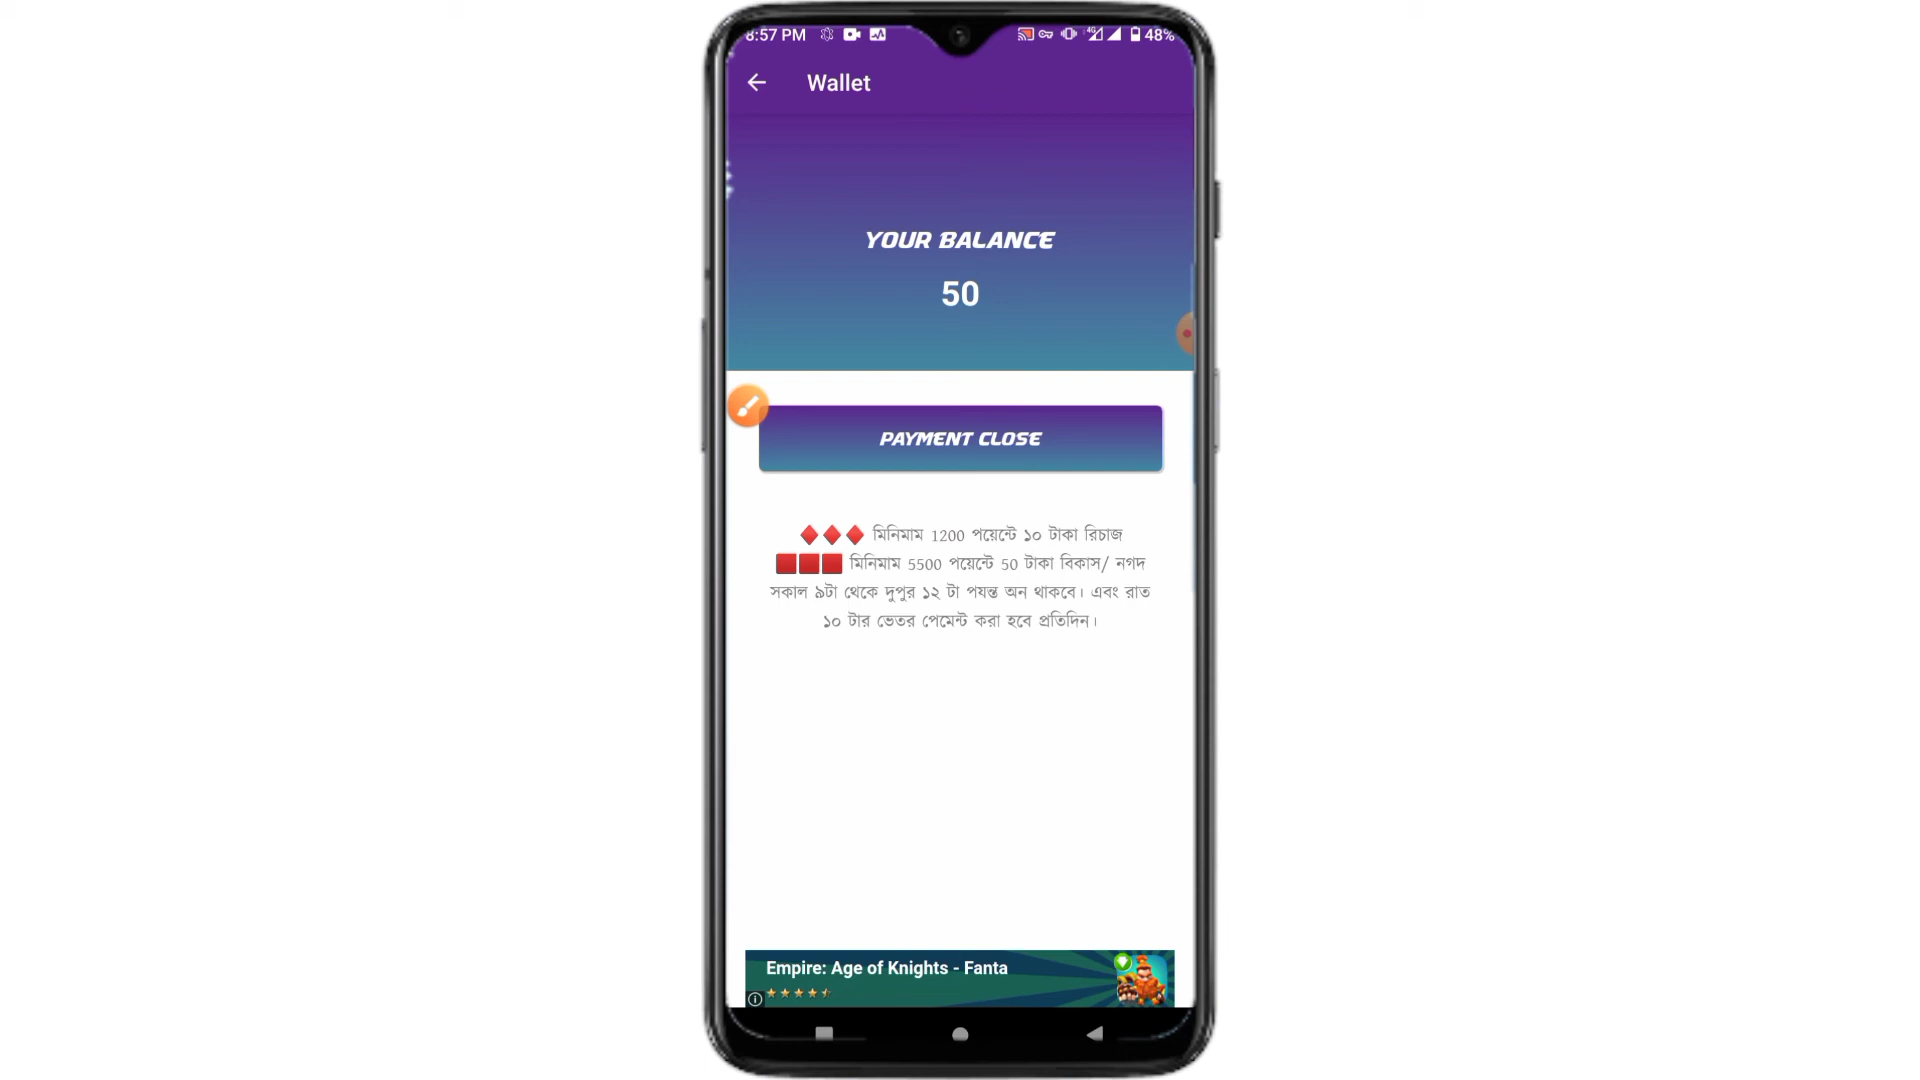 8:57 PM 4G 48%
Wallet
YOUR BALANCE
50
PAYMENT CLOSE
মিনিমাম 1200 পয়েন্টে ১০ টাকা রিচাজ
মিনিমাম 5500 পয়েন্টে 50 টাকা বিকাস/ নগদ
সকাল ৯টা থেকে দুপুর ১২ টা পযন্ত অন থাকবে। এবং রাত
১০ টার ভেতর পেমেন্ট করা হবে প্রতিদিন।
Empire: Age of Knights - Fanta